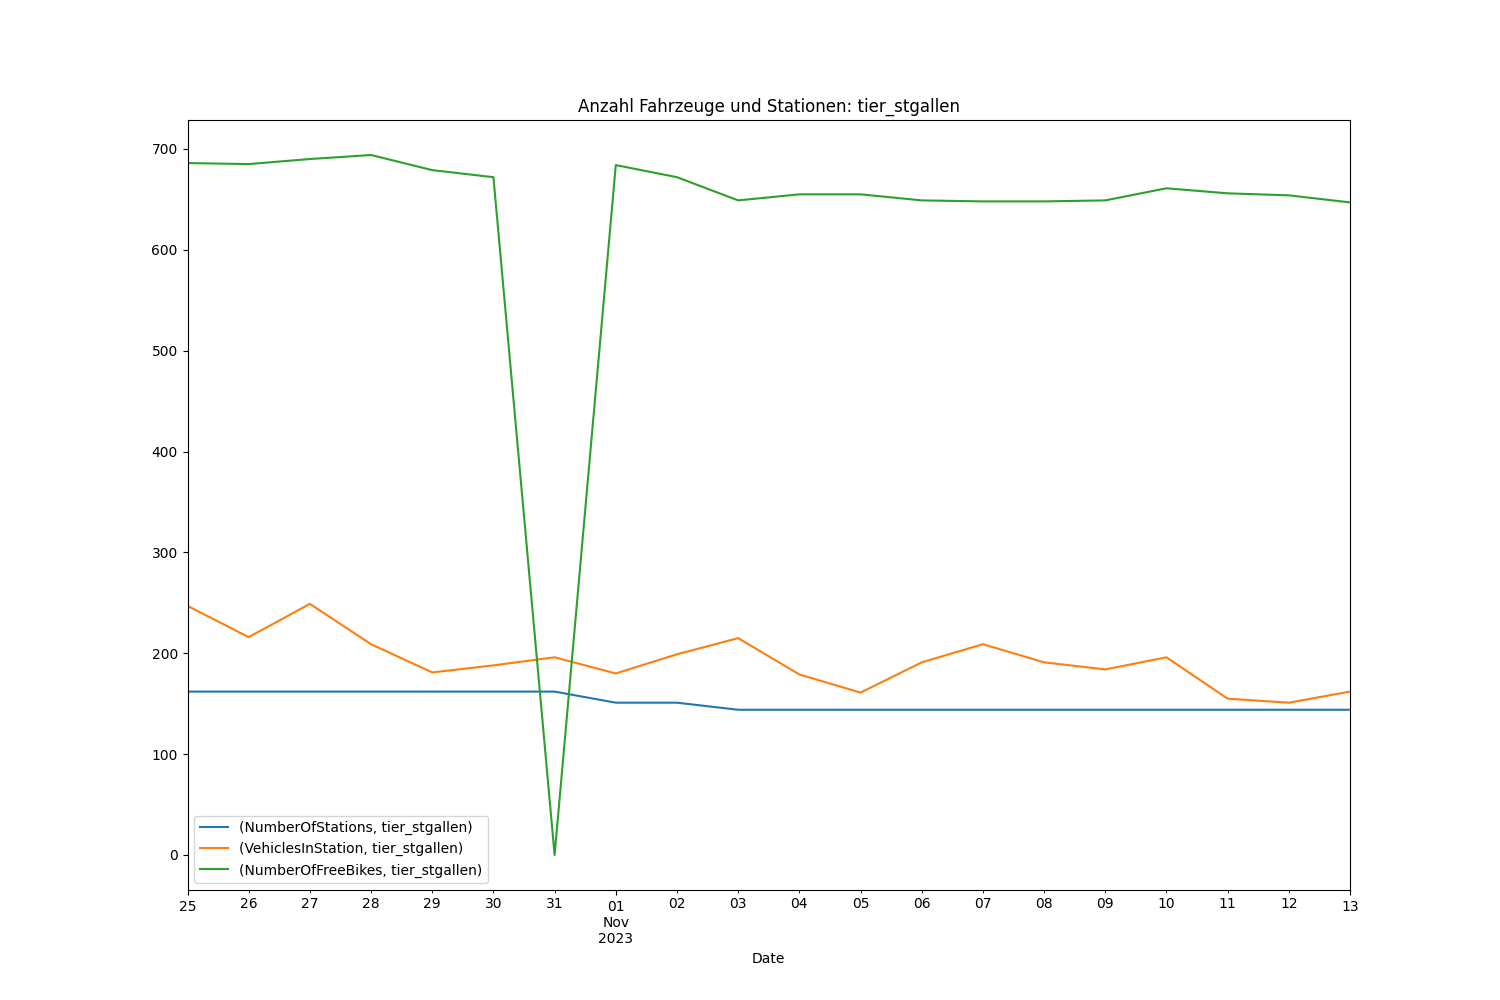 Anzahl Fahrzeuge und Stationen: tier_stgallen
700
600
500
400
300
200
100
0
(NumberOfStations, tier_stgallen)
(VehiclesInStation, tier_stgallen)
(NumberOfFreeBikes, tier_stgallen)
25 26 27 28 29 30 31 01 02 03 04 05 06 07 08 09 10 11 12 13
Nov
2023
Date